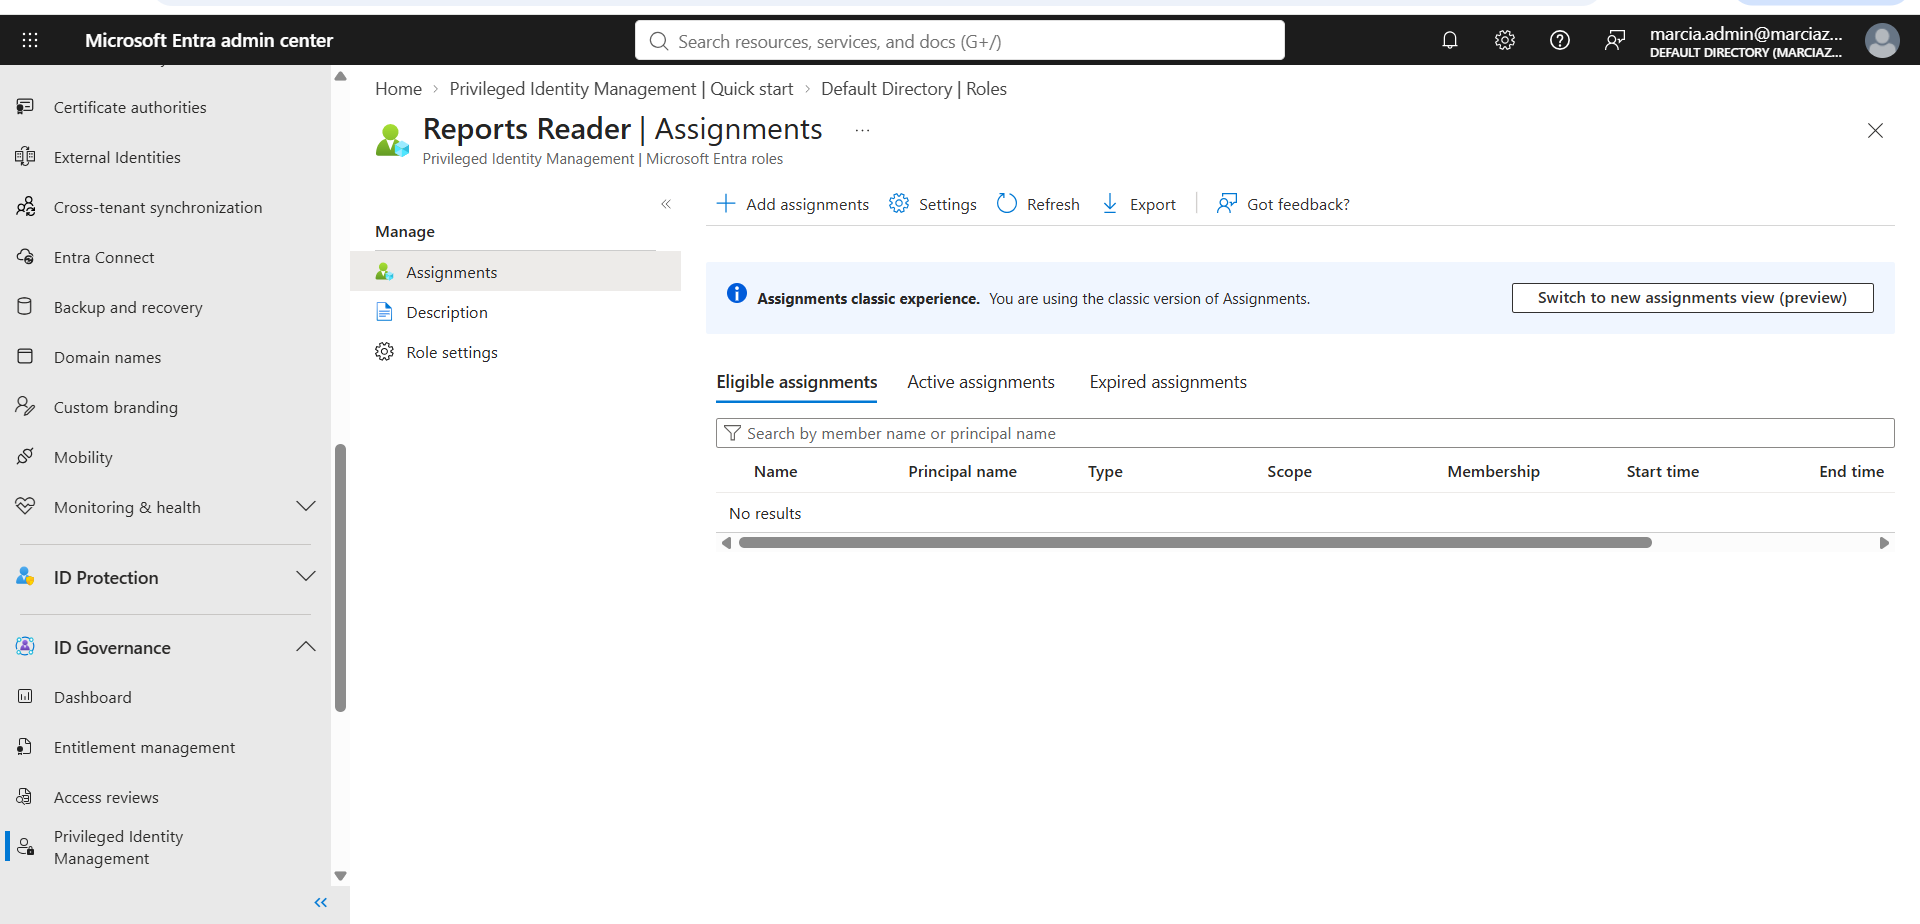 Microsoft Entra admin center
Search resources, services, and docs (G+/)
marcia.admin@marciaz...
DEFAULT DIRECTORY (MARCIAZ...
Certificate authorities
External Identities
Cross-tenant synchronization
Entra Connect
Backup and recovery
Domain names
Custom branding
Mobility
Monitoring & health
ID Protection
ID Governance
Dashboard
Entitlement management
Access reviews
Privileged Identity
Management
Home > Privileged Identity Management | Quick start > Default Directory | Roles
Reports Reader | Assignments ...
Privileged Identity Management | Microsoft Entra roles
Manage
Assignments
Description
Role settings
Add assignments Settings Refresh Export Got feedback?
Assignments classic experience. You are using the classic version of Assignments.
Switch to new assignments view (preview)
Eligible assignments Active assignments Expired assignments
Search by member name or principal name
Name Principal name Type Scope Membership Start time End time
No results